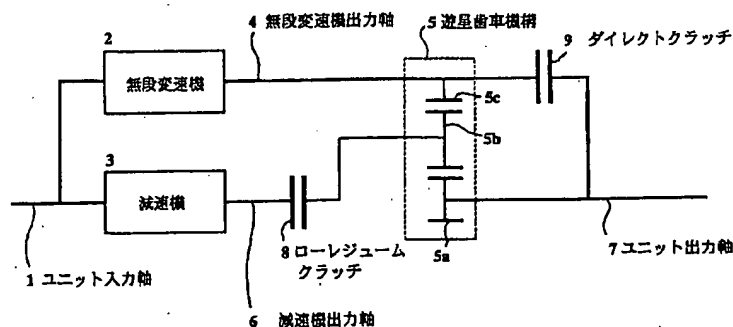 4 無段変速機出力軸
5 遊星歯車機構
9 ダイレクトクラッチ
2
無段変速機
5c
5b
3
減速機
8 ローレジューム
クラッチ
5a
7 ユニット出力軸
1 ユニット入力軸
6 減速機出力軸